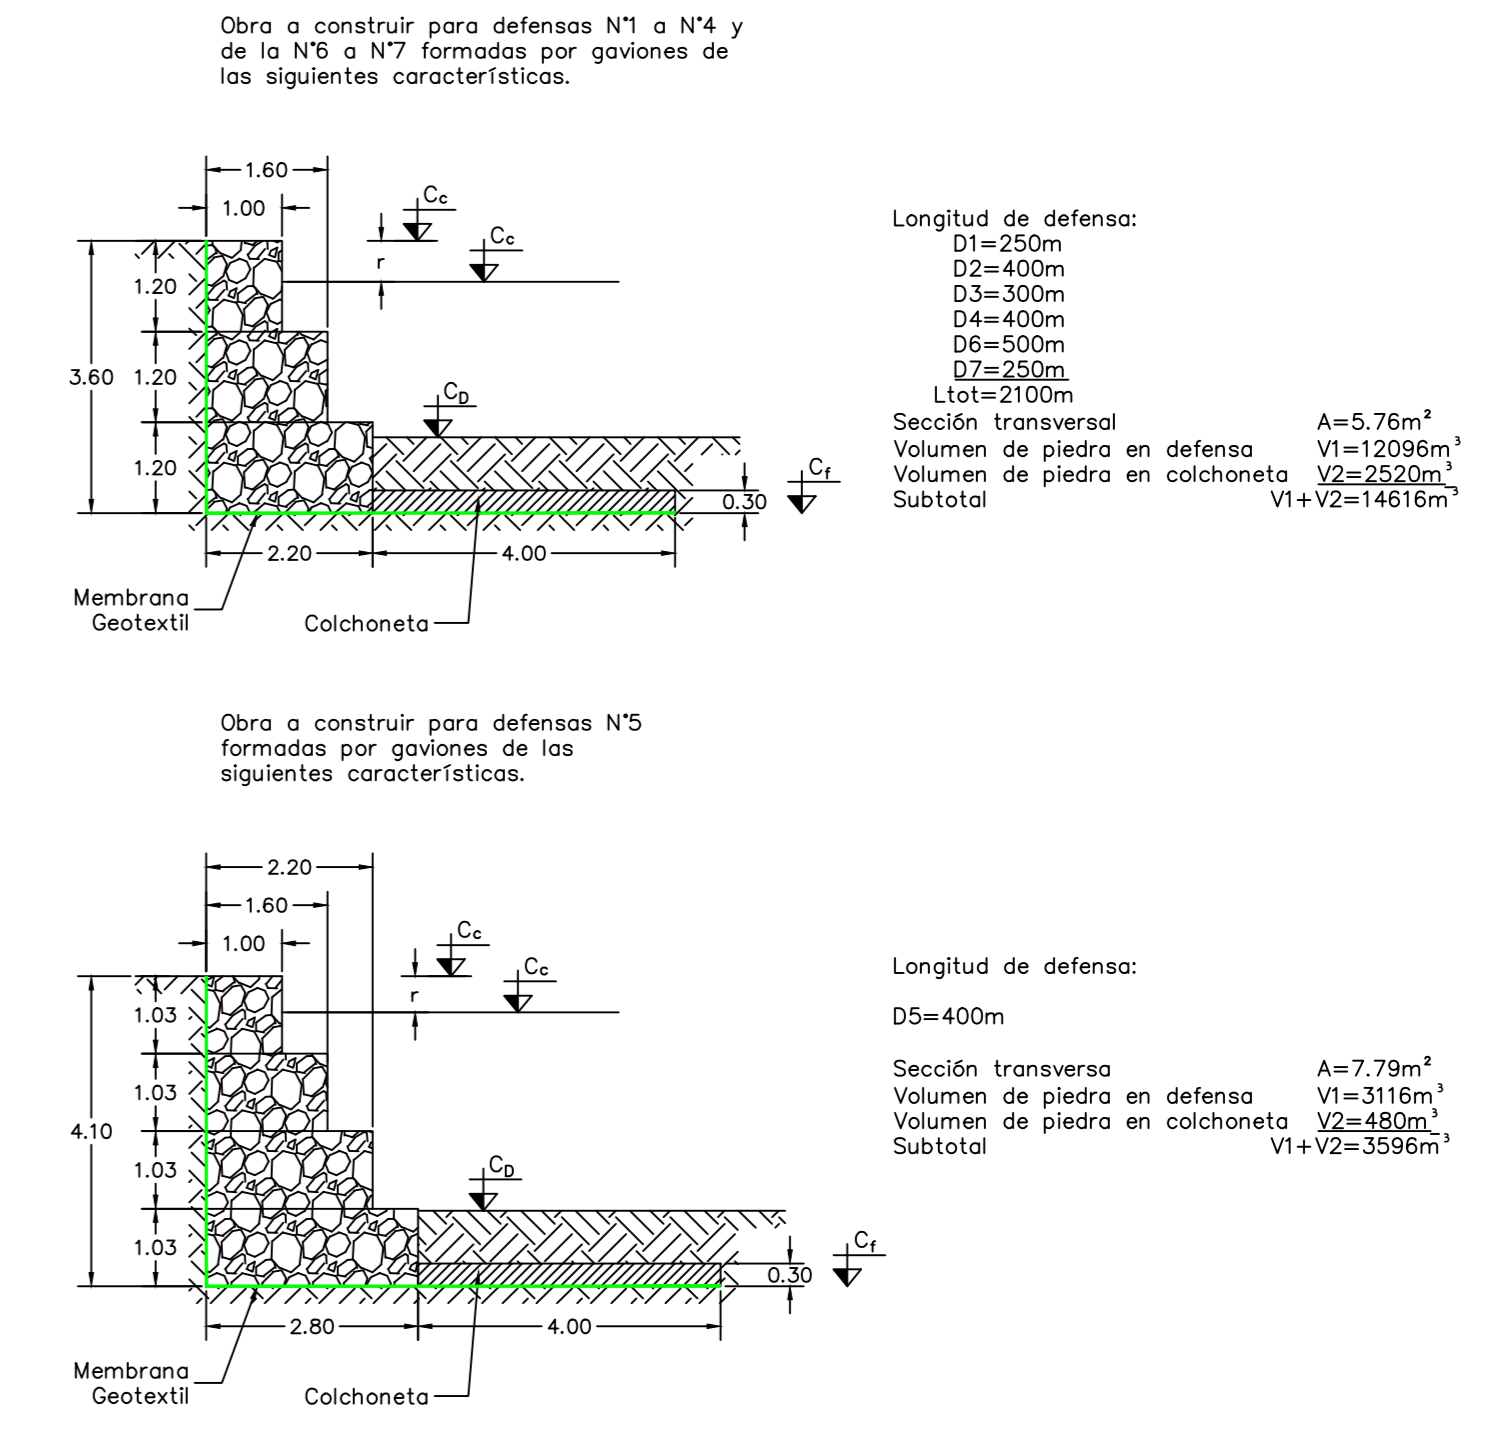 Obra a construir para defensas N°1 a N°4 y
de la N°6 a N°7 formadas por gaviones de
las siguientes características.
1.60
1.00
Cc
Cc
r
1.20
1.20
1.20
3.60
CD
Cf
0.30
2.20
4.00
Membrana
Geotextil
Colchoneta
Longitud de defensa:
D1=250m
D2=400m
D3=300m
D4=400m
D6=500m
D7=250m
Ltot=2100m
Sección transversal A=5.76m²
Volumen de piedra en defensa V1=12096m³
Volumen de piedra en colchoneta V2=2520m³
Subtotal V1+V2=14616m³
Obra a construir para defensas N°5
formadas por gaviones de las
siguientes características.
2.20
1.60
1.00
Cc
Cc
r
1.03
1.03
1.03
1.03
4.10
CD
Cf
0.30
2.80
4.00
Membrana
Geotextil
Colchoneta
Longitud de defensa:
D5=400m
Sección transversa A=7.79m²
Volumen de piedra en defensa V1=3116m³
Volumen de piedra en colchoneta V2=480m³
Subtotal V1+V2=3596m³